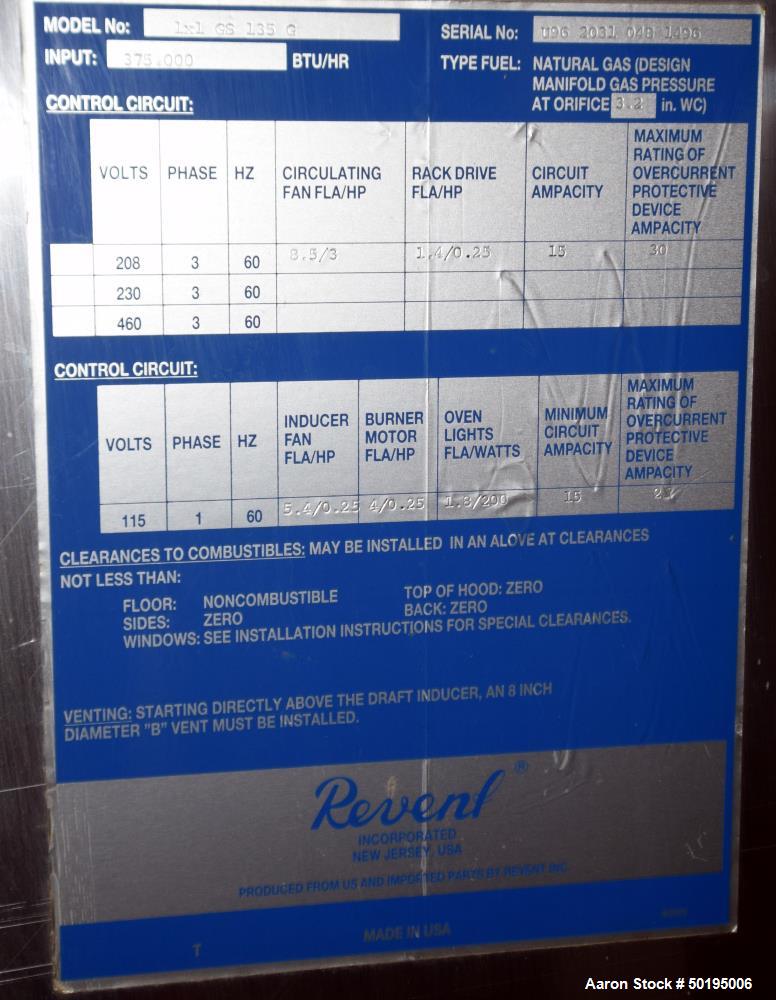 MODEL No: 1x1 GS 135 G
SERIAL No: U96 2031 04B 1496
INPUT: 375.000 BTU/HR
TYPE FUEL: NATURAL GAS (DESIGN
MANIFOLD GAS PRESSURE
AT ORIFICE 3.2 in. WC)
CONTROL CIRCUIT:
VOLTS PHASE HZ CIRCULATING FAN FLA/HP RACK DRIVE FLA/HP CIRCUIT AMPACITY MAXIMUM RATING OF OVERCURRENT PROTECTIVE DEVICE AMPACITY
208 3 60 8.5/3 1.4/0.25 15 30
230 3 60
460 3 60
CONTROL CIRCUIT:
VOLTS PHASE HZ INDUCER FAN FLA/HP BURNER MOTOR FLA/HP OVEN LIGHTS FLA/WATTS MINIMUM CIRCUIT AMPACITY MAXIMUM RATING OF OVERCURRENT PROTECTIVE DEVICE AMPACITY
115 1 60 5.4/0.25 4/0.25 1.8/200 15
CLEARANCES TO COMBUSTIBLES: MAY BE INSTALLED IN AN ALOVE AT CLEARANCES
NOT LESS THAN:
FLOOR: NONCOMBUSTIBLE TOP OF HOOD: ZERO
SIDES: ZERO BACK: ZERO
WINDOWS: SEE INSTALLATION INSTRUCTIONS FOR SPECIAL CLEARANCES.
VENTING: STARTING DIRECTLY ABOVE THE DRAFT INDUCER, AN 8 INCH
DIAMETER "B" VENT MUST BE INSTALLED.
Revent ®
INCORPORATED
NEW JERSEY, USA
PRODUCED FROM US AND IMPORTED PARTS BY REVENT INC.
MADE IN USA
T
Aaron Stock # 50195006